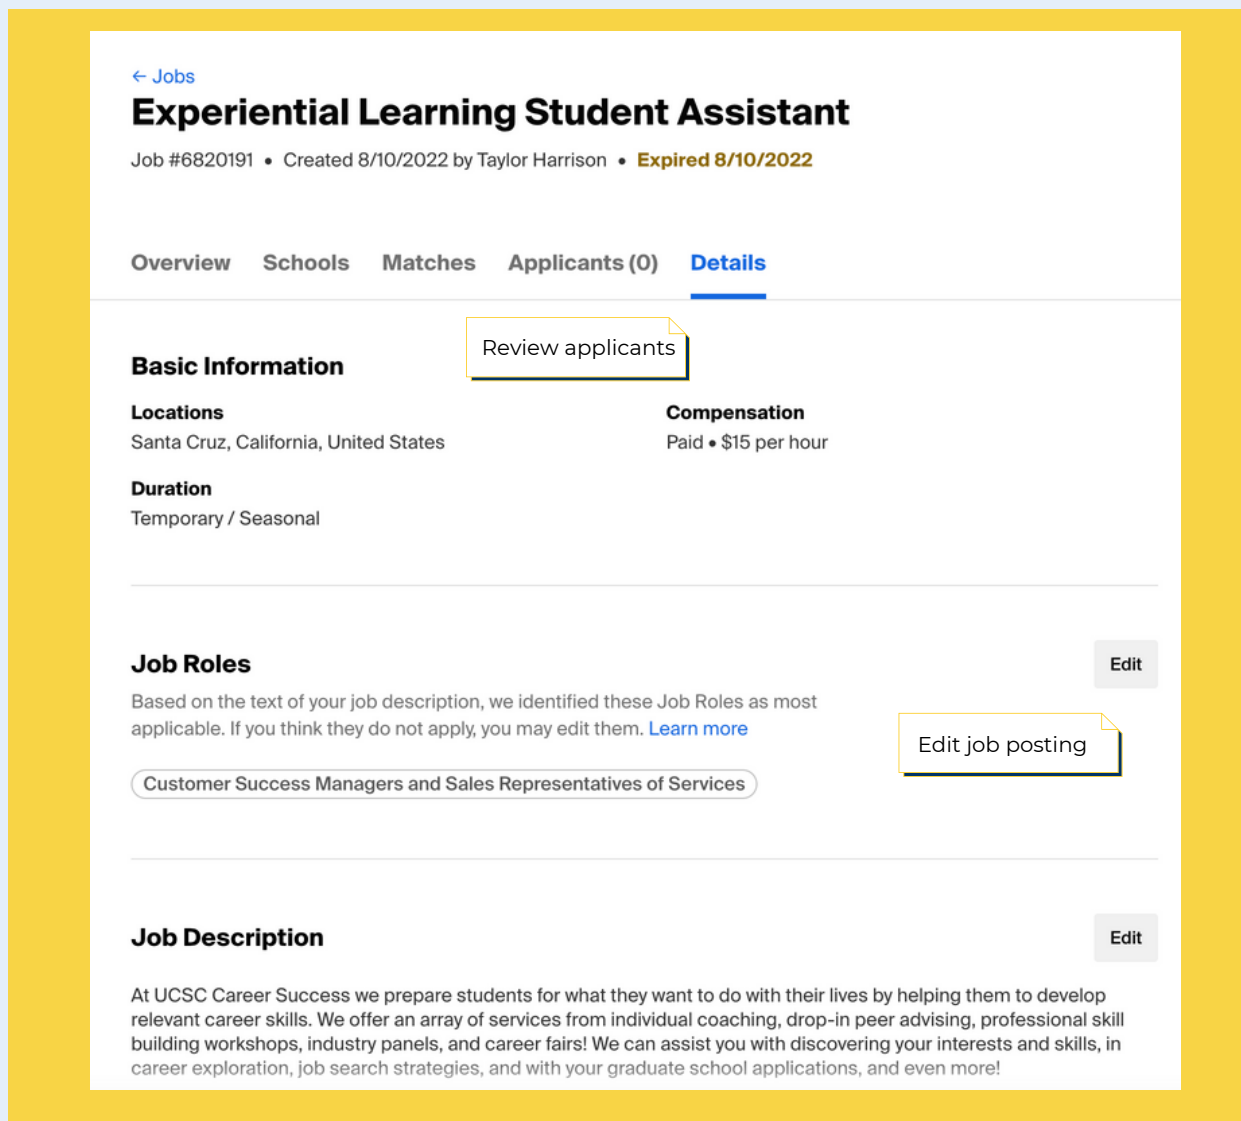 ← Jobs
Experiential Learning Student Assistant
Job #6820191 • Created 8/10/2022 by Taylor Harrison • Expired 8/10/2022
Overview Schools Matches Applicants (0) Details
Review applicants
Basic Information
Locations
Santa Cruz, California, United States
Compensation
Paid • $15 per hour
Duration
Temporary / Seasonal
Job Roles
Edit
Based on the text of your job description, we identified these Job Roles as most
applicable. If you think they do not apply, you may edit them. Learn more
Edit job posting
Customer Success Managers and Sales Representatives of Services
Job Description
Edit
At UCSC Career Success we prepare students for what they want to do with their lives by helping them to develop
relevant career skills. We offer an array of services from individual coaching, drop-in peer advising, professional skill
building workshops, industry panels, and career fairs! We can assist you with discovering your interests and skills, in
career exploration, job search strategies, and with your graduate school applications, and even more!